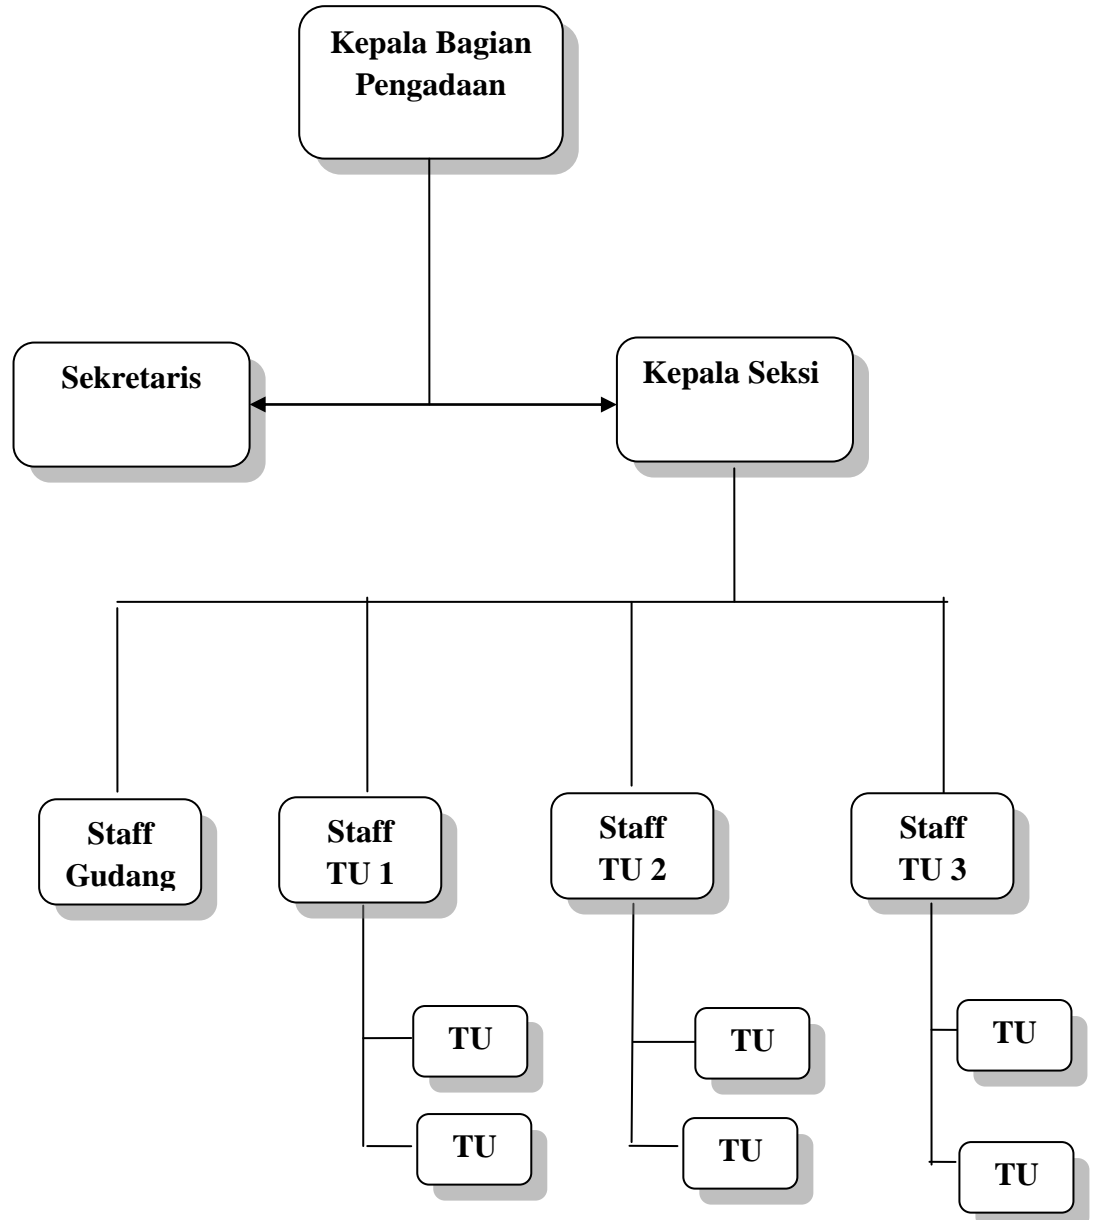 Kepala Bagian
Pengadaan
Sekretaris
Kepala Seksi
Staff
Gudang
Staff
TU 1
Staff
TU 2
Staff
TU 3
TU
TU
TU
TU
TU
TU